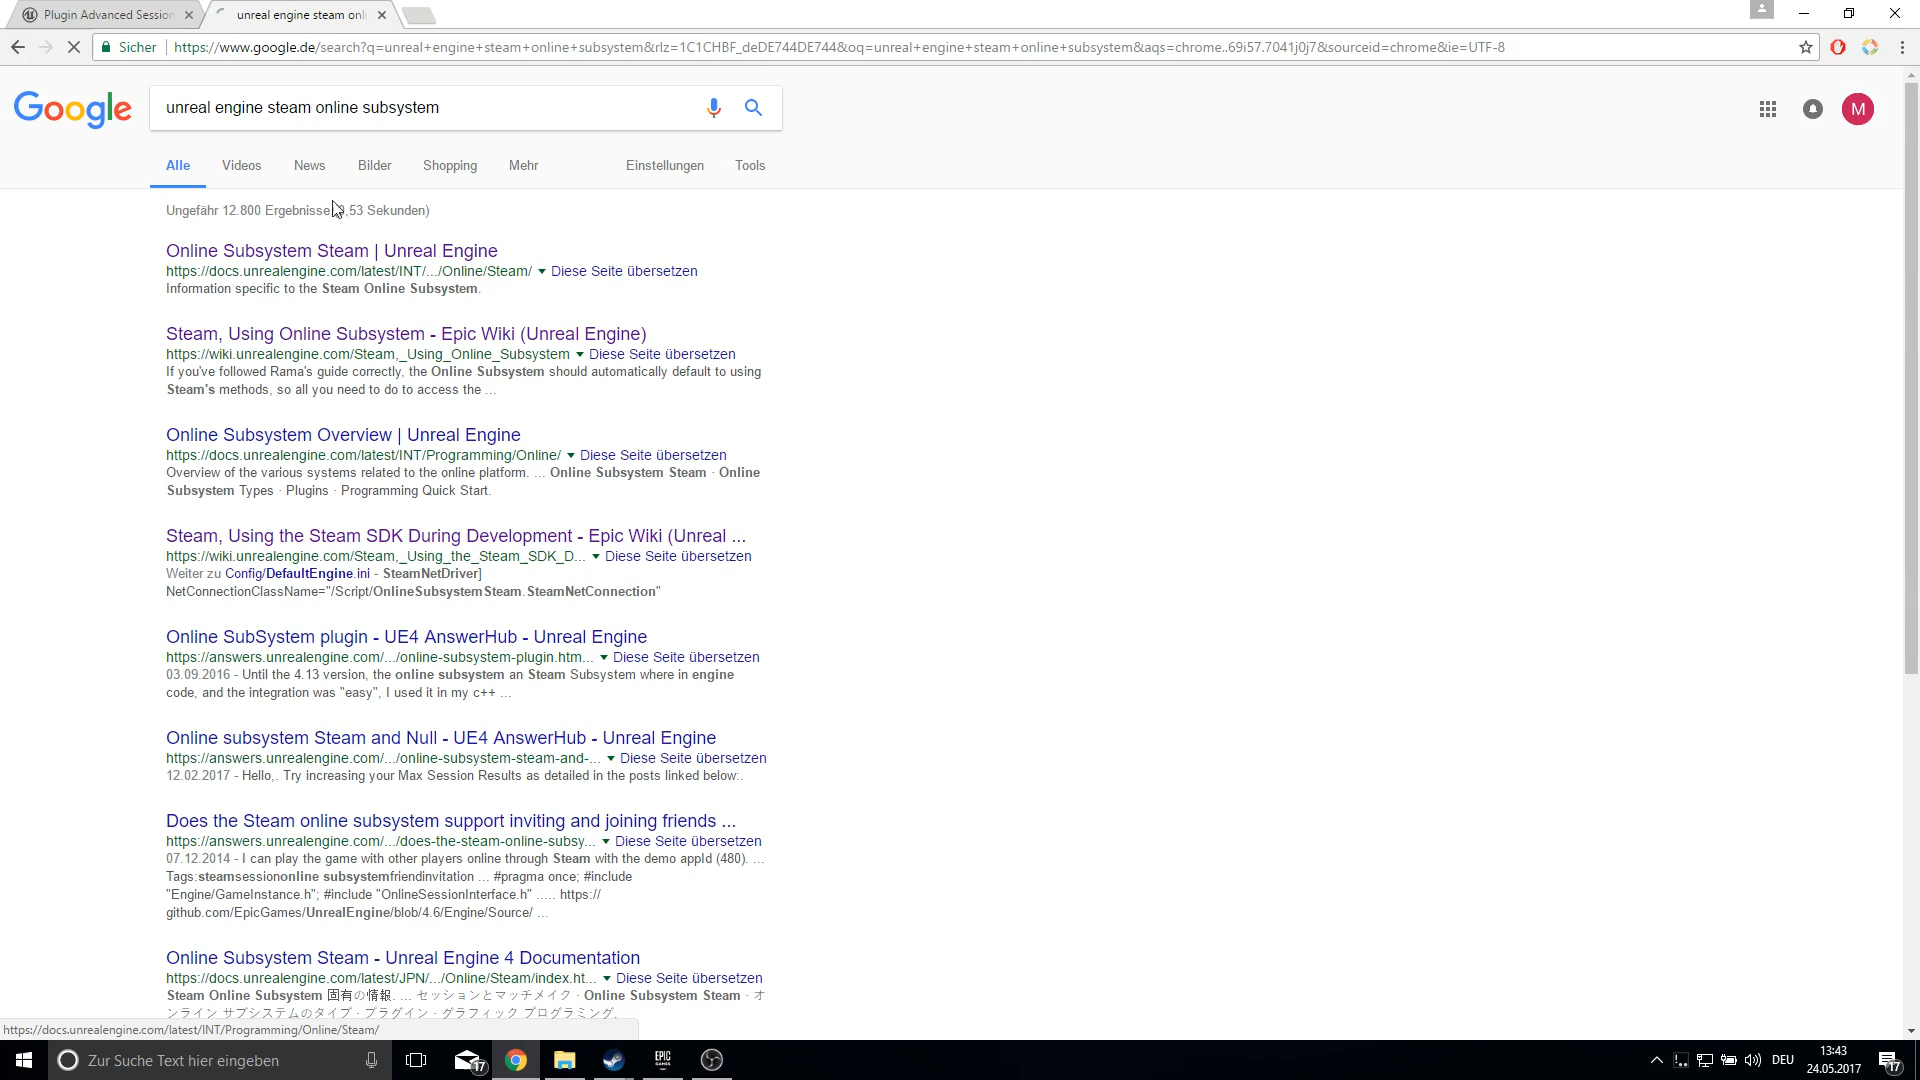 Plugin Advanced Session
unreal engine steam onli
Sicher
https://www.google.de/search?q=unreal+engine+steam+online+subsystem&rlz=1C1CHBF_deDE744DE744&oq=unreal+engine+steam+online+subsystem&aqs=chrome..69i57.7041j0j7&sourceid=chrome&ie=UTF-8
Google
unreal engine steam online subsystem
M
Alle
Videos
News
Bilder
Shopping
Mehr
Einstellungen
Tools
Ungefähr 12.800 Ergebnisse ,53 Sekunden)
Online Subsystem Steam | Unreal Engine
https://docs.unrealengine.com/latest/INT/.../Online/Steam/ Diese Seite übersetzen
Information specific to the Steam Online Subsystem.
Steam, Using Online Subsystem - Epic Wiki (Unreal Engine)
https://wiki.unrealengine.com/Steam,_Using_Online_Subsystem Diese Seite übersetzen
If you've followed Rama's guide correctly, the Online Subsystem should automatically default to using
Steam's methods, so all you need to do to access the ...
Online Subsystem Overview | Unreal Engine
https://docs.unrealengine.com/latest/INT/Programming/Online/ Diese Seite übersetzen
Overview of the various systems related to the online platform. ... Online Subsystem Steam · Online
Subsystem Types · Plugins · Programming Quick Start.
Steam, Using the Steam SDK During Development - Epic Wiki (Unreal ...
https://wiki.unrealengine.com/Steam,_Using_the_Steam_SDK_D... Diese Seite übersetzen
Weiter zu Config/DefaultEngine.ini - SteamNetDriver]
NetConnectionClassName="/Script/OnlineSubsystemSteam.SteamNetConnection"
Online SubSystem plugin - UE4 AnswerHub - Unreal Engine
https://answers.unrealengine.com/.../online-subsystem-plugin.htm... Diese Seite übersetzen
03.09.2016 - Until the 4.13 version, the online subsystem an Steam Subsystem where in engine
code, and the integration was "easy", I used it in my c++ ...
Online subsystem Steam and Null - UE4 AnswerHub - Unreal Engine
https://answers.unrealengine.com/.../online-subsystem-steam-and-... Diese Seite übersetzen
12.02.2017 - Hello,. Try increasing your Max Session Results as detailed in the posts linked below:.
Does the Steam online subsystem support inviting and joining friends ...
https://answers.unrealengine.com/.../does-the-steam-online-subsy... Diese Seite übersetzen
07.12.2014 - I can play the game with other players online through Steam with the demo appId (480). ...
Tags:steamsessiononline subsystemfriendinvitation ... #pragma once; #include
"Engine/GameInstance.h"; #include "OnlineSessionInterface.h" ..... https://
github.com/EpicGames/UnrealEngine/blob/4.6/Engine/Source/ ...
Online Subsystem Steam - Unreal Engine 4 Documentation
https://docs.unrealengine.com/latest/JPN/.../Online/Steam/index.ht... Diese Seite übersetzen
Steam Online Subsystem 固有の情報. ... セッションとマッチメイク · Online Subsystem Steam · オ
ンライン サブシステムのタイプ · プラグイン · グラフィック プログラミング.
https://docs.unrealengine.com/latest/INT/Programming/Online/Steam/
Zur Suche Text hier eingeben
17
EPIC
GAMES
DEU
13:43
24.05.2017
17